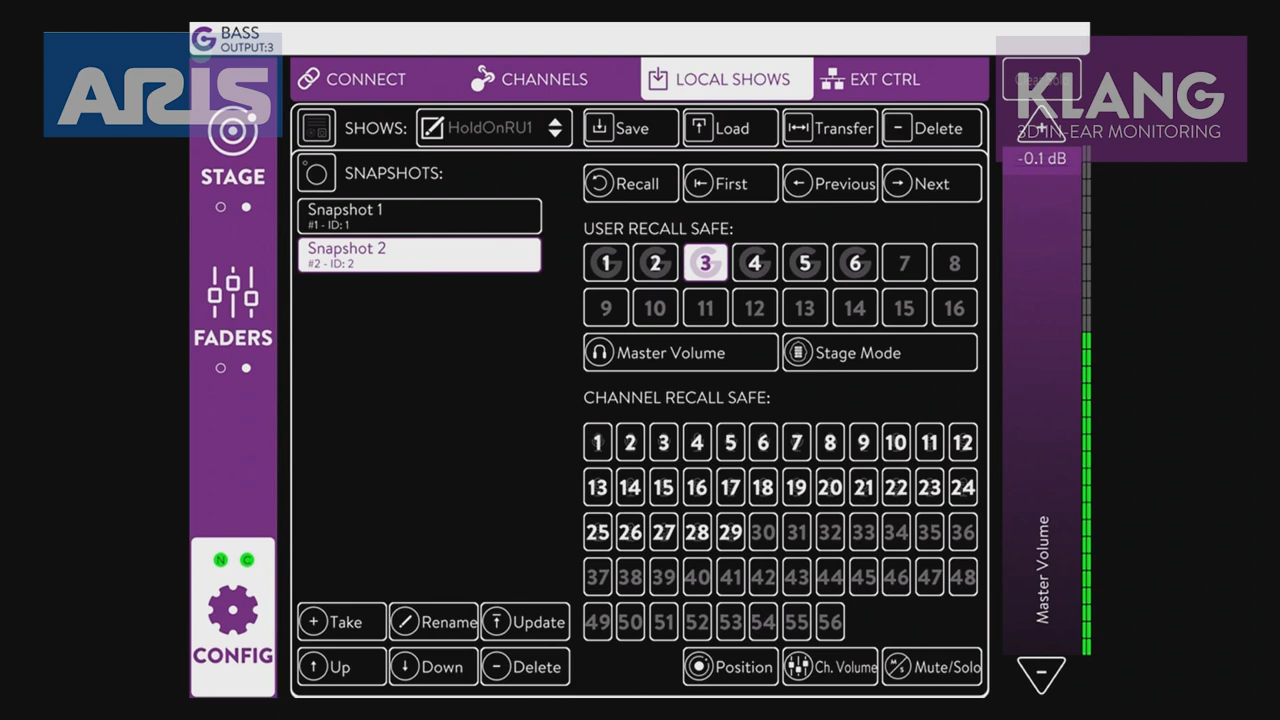 BASS
OUTPUT:3
ARIS
KLANG
3D IN-EAR MONITORING
CONNECT
CHANNELS
LOCAL SHOWS
EXT CTRL
SHOWS:
HoldOnRU1
Save
Load
Transfer
Delete
-0.1 dB
STAGE
SNAPSHOTS:
Recall
First
Previous
Next
Snapshot 1
#1 - ID: 1
Snapshot 2
#2 - ID: 2
USER RECALL SAFE:
1 2 3 4 5 6 7 8
9 10 11 12 13 14 15 16
FADERS
Master Volume
Stage Mode
CHANNEL RECALL SAFE:
1 2 3 4 5 6 7 8 9 10 11 12
13 14 15 16 17 18 19 20 21 22 23 24
25 26 27 28 29 30 31 32 33 34 35 36
37 38 39 40 41 42 43 44 45 46 47 48
49 50 51 52 53 54 55 56
Master Volume
N C
CONFIG
Take
Rename
Update
Up
Down
Delete
Position
Ch. Volume
M/S
Mute/Solo